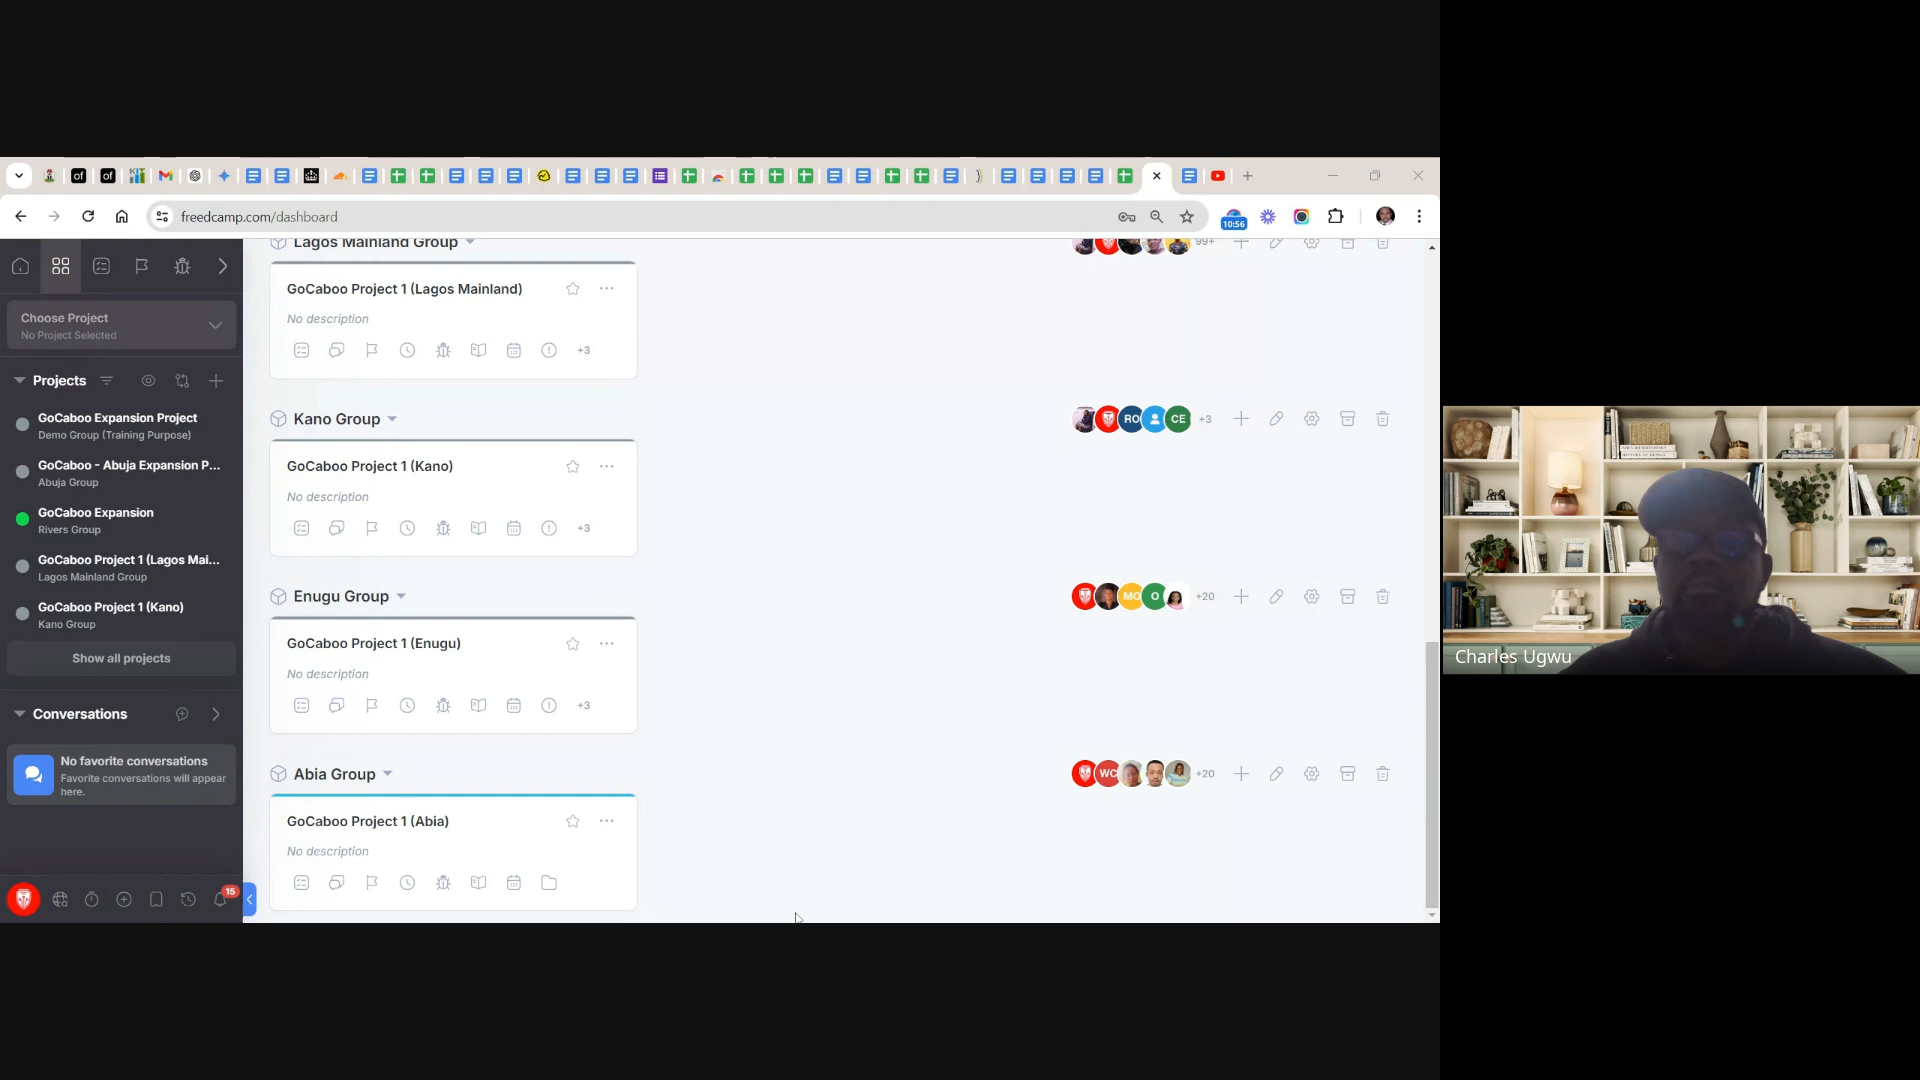 freedcamp.com/dashboard
10:56
Choose Project
No Project Selected
Projects
GoCaboo Expansion Project
Demo Group (Training Purpose)
GoCaboo - Abuja Expansion P...
Abuja Group
GoCaboo Expansion
Rivers Group
GoCaboo Project 1 (Lagos Mai...
Lagos Mainland Group
GoCaboo Project 1 (Kano)
Kano Group
Show all projects
Conversations
No favorite conversations
Favorite conversations will appear
here.
15
Lagos Mainland Group
99+
GoCaboo Project 1 (Lagos Mainland)
No description
+3
Kano Group
RO
CE
+3
GoCaboo Project 1 (Kano)
No description
+3
Enugu Group
MO
O
+20
GoCaboo Project 1 (Enugu)
No description
+3
Abia Group
WC
+20
GoCaboo Project 1 (Abia)
No description
Charles Ugwu